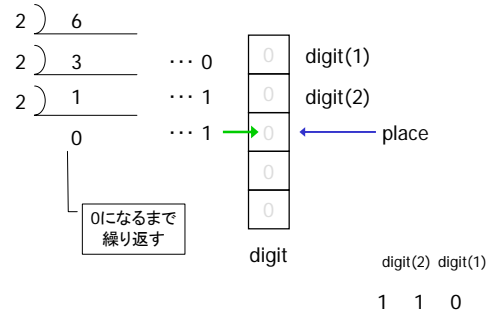 2 ) 6
2 ) 3 … 0 0 digit(1)
2 ) 1 … 1 0 digit(2)
0 … 1 0 place
0
0
0になるまで
繰り返す
digit
digit(2) digit(1)
1 1 0